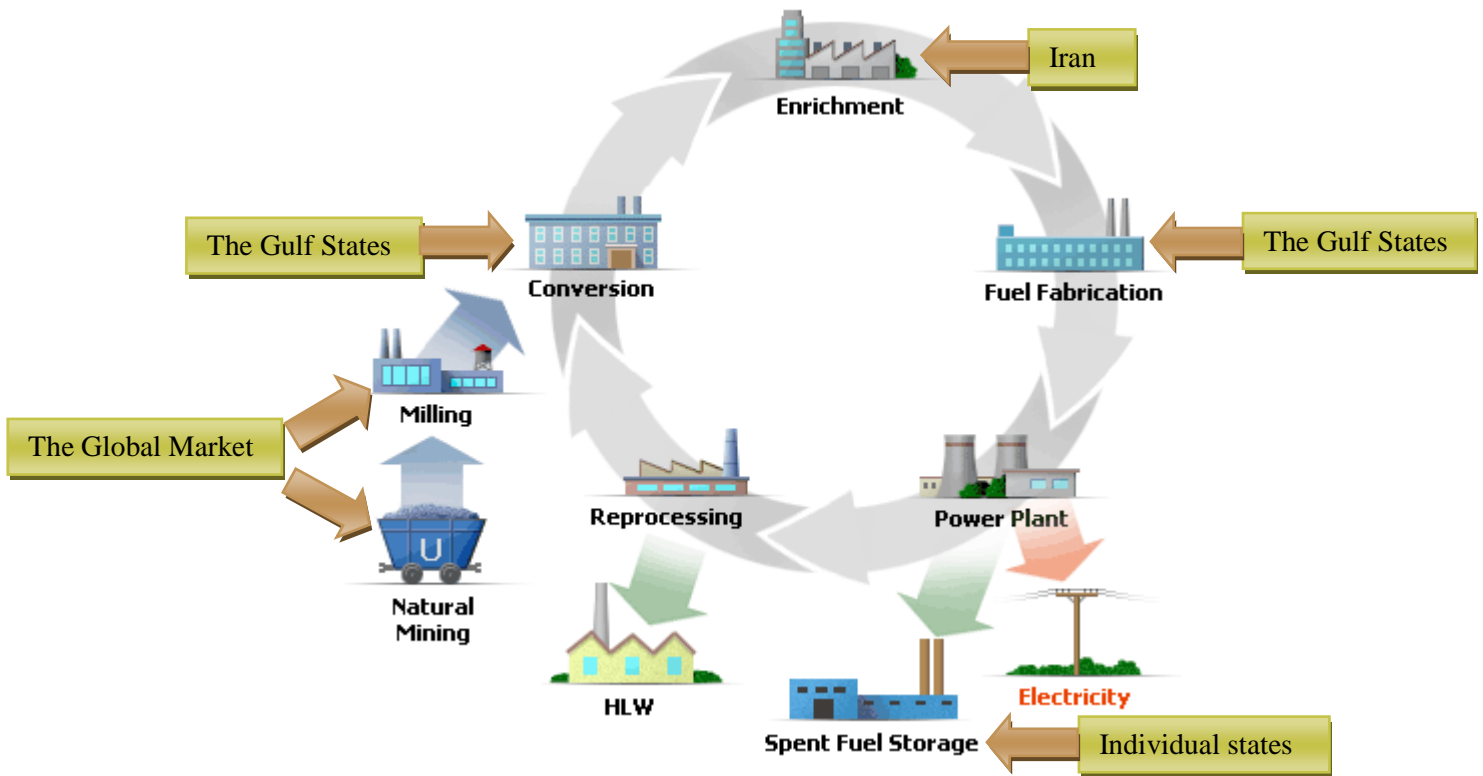 Iran
Enrichment
The Gulf States
The Gulf States
Conversion
Fuel Fabrication
Milling
The Global Market
Reprocessing
Power Plant
U
Natural
Mining
Electricity
HLW
Spent Fuel Storage
Individual states